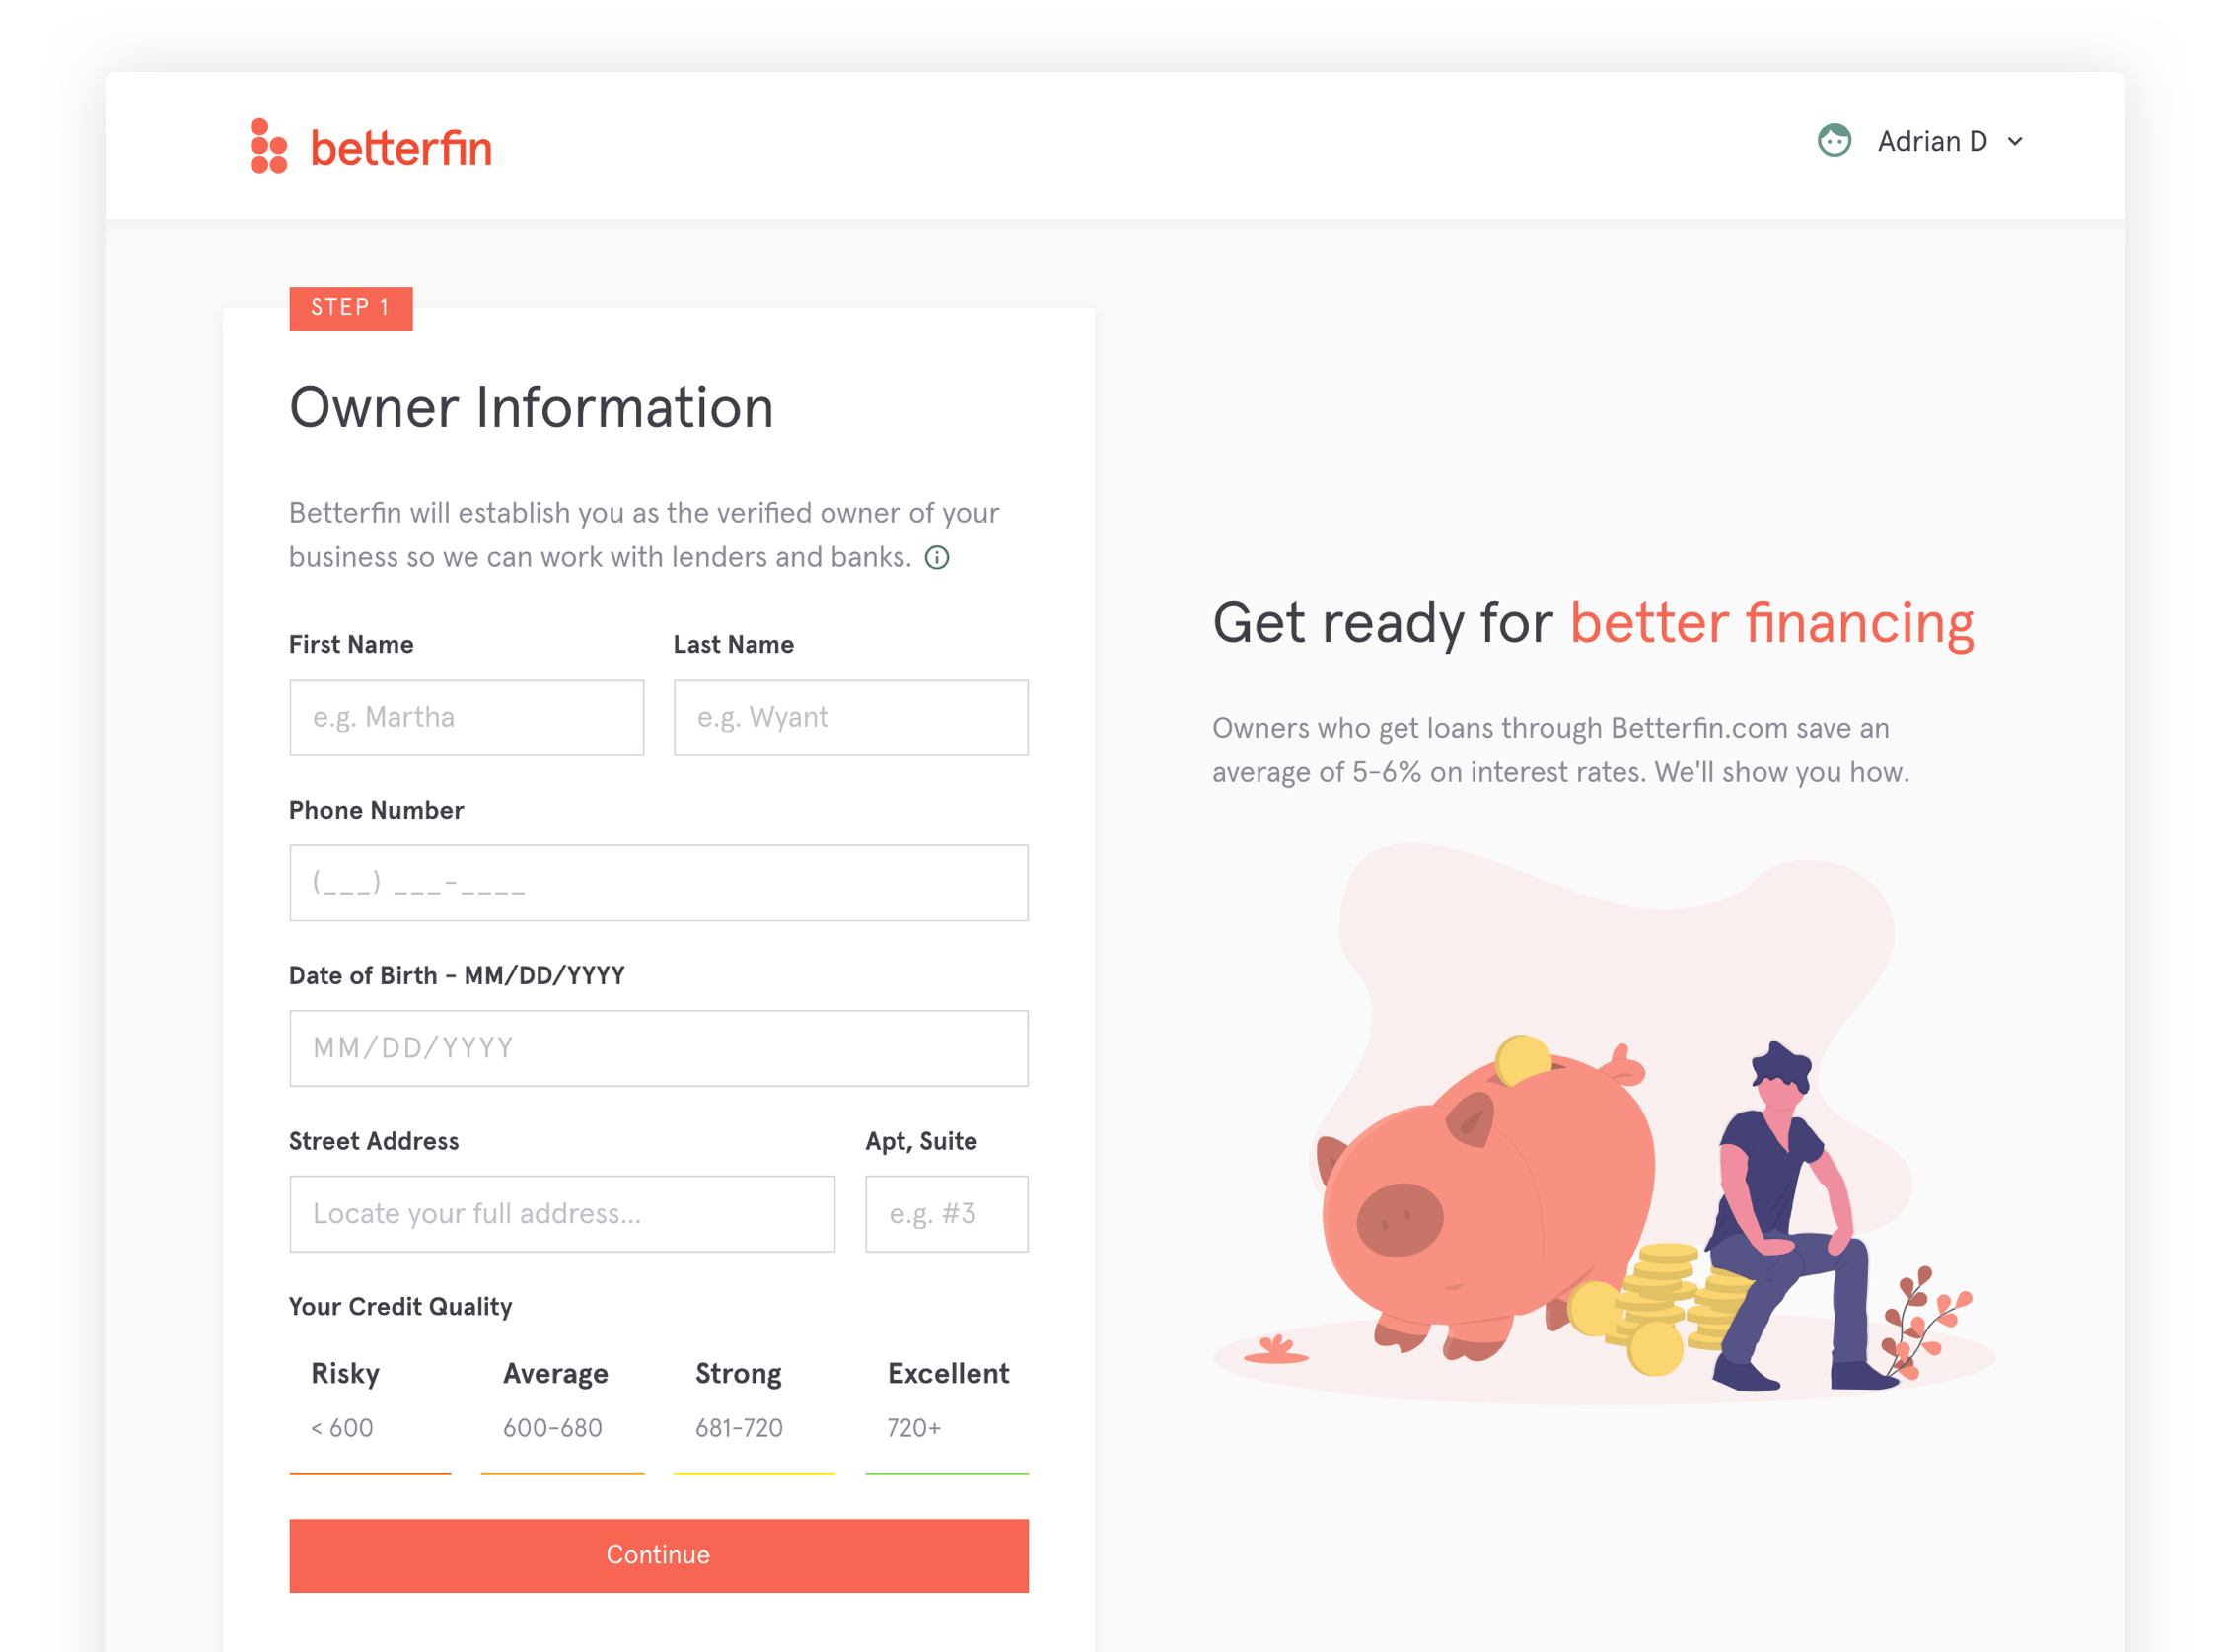 betterfin
Adrian D
STEP 1
Owner Information
Betterfin will establish you as the verified owner of your
business so we can work with lenders and banks.
First Name
Last Name
e.g. Martha
e.g. Wyant
Phone Number
(___) ___-____
Date of Birth - MM/DD/YYYY
MM/DD/YYYY
Street Address
Apt, Suite
Locate your full address...
e.g. #3
Your Credit Quality
Risky
Average
Strong
Excellent
< 600
600-680
681-720
720+
Continue
Get ready for better financing
Owners who get loans through Betterfin.com save an
average of 5-6% on interest rates. We'll show you how.